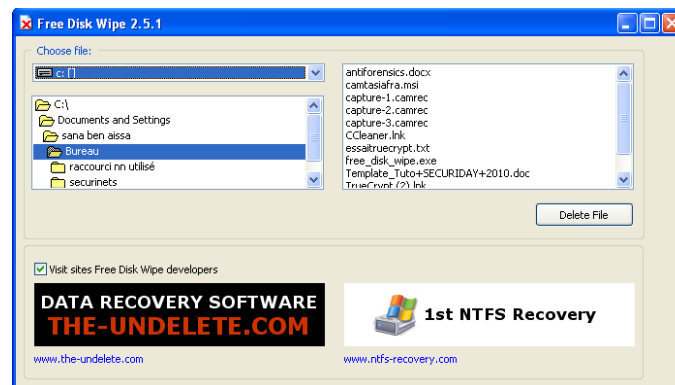 Free Disk Wipe 2.5.1
Choose file:
c: []
C:\
Documents and Settings
sana ben aissa
Bureau
raccourci nn utilisé
securinets
antiforensics.docx
camtasiafra.msi
capture-1.camrec
capture-2.camrec
capture-3.camrec
CCleaner.lnk
essaitruecrypt.txt
free_disk_wipe.exe
Template_Tuto+SECURIDAY+2010.doc
TrueCrypt (2).lnk
Delete File
Visit sites Free Disk Wipe developers
DATA RECOVERY SOFTWARE
THE-UNDELETE.COM
1st NTFS Recovery
www.the-undelete.com
www.ntfs-recovery.com